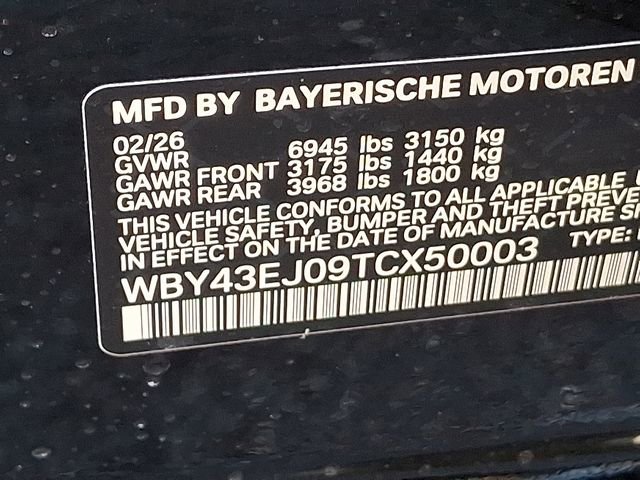 MFD BY BAYERISCHE MOTOREN
02/26
GVWR 6945 lbs 3150 kg
GAWR FRONT 3175 lbs 1440 kg
GAWR REAR 3968 lbs 1800 kg
THIS VEHICLE CONFORMS TO ALL APPLICABLE
VEHICLE SAFETY, BUMPER AND THEFT PREVE
IN EFFECT ON THE DATE OF MANUFACTURE SH
WBY43EJ09TCX50003 TYPE: